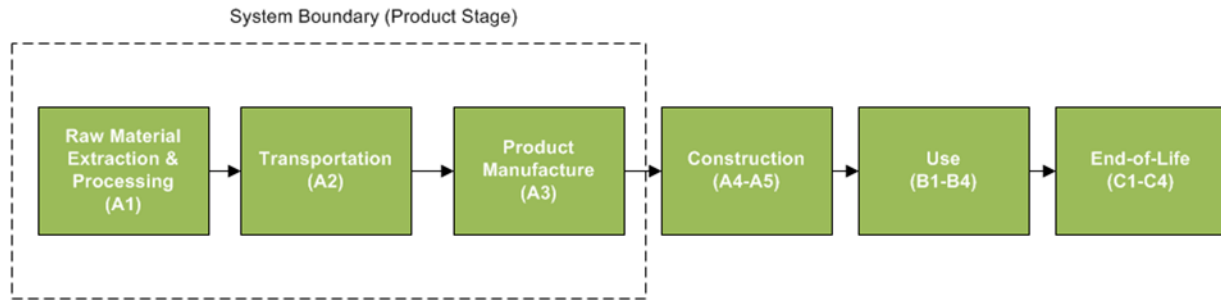 System Boundary (Product Stage)
Raw Material
Extraction &
Processing
(A1)
Transportation
(A2)
Product
Manufacture
(A3)
Construction
(A4-A5)
Use
(B1-B4)
End-of-Life
(C1-C4)